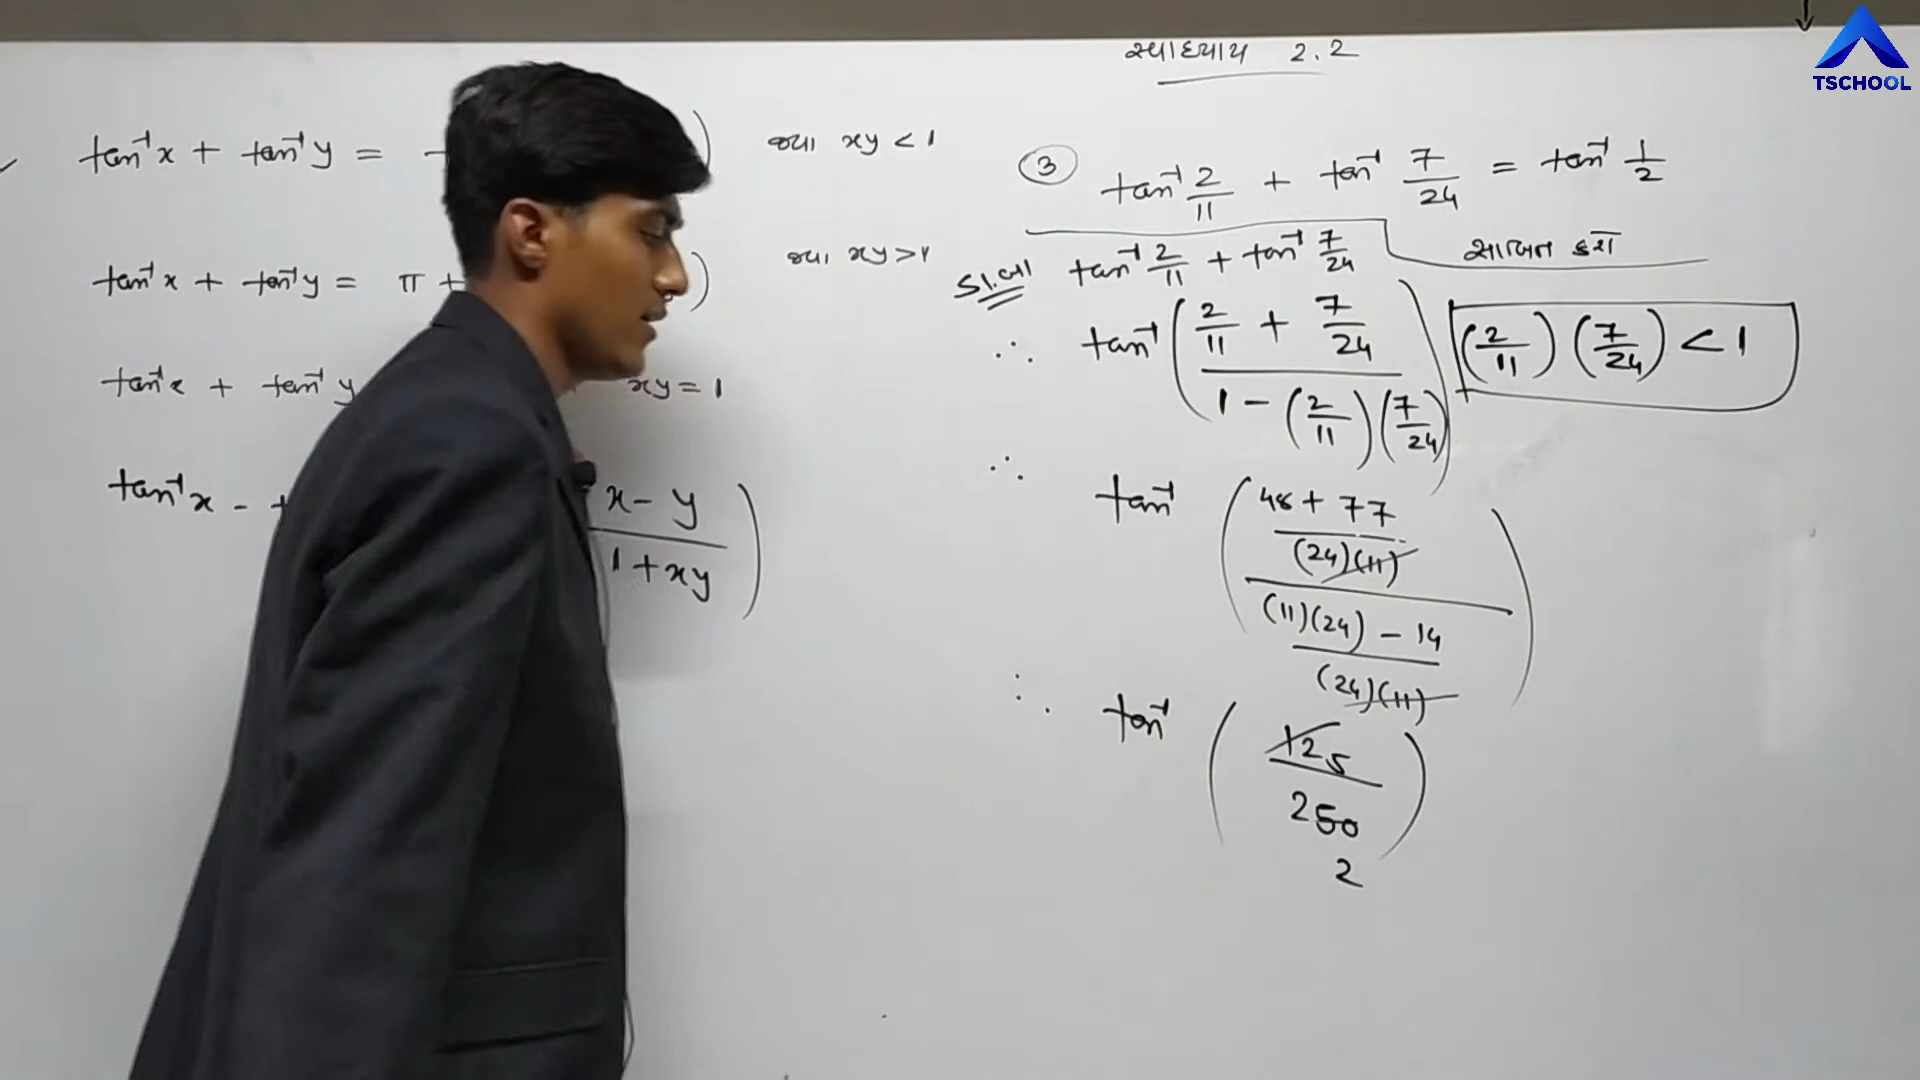 TSCHOOL
સ્વાધ્યાય 2.2
tan⁻¹x + tan⁻¹y = ) જ્યાં xy < 1
tan⁻¹x + tan⁻¹y = π + ) જ્યાં xy > 1
tan⁻¹x + tan⁻¹y xy = 1
tan⁻¹x - (x - y)/(1 + xy) )
③ tan⁻¹ 2/11 + tan⁻¹ 7/24 = tan⁻¹ 1/2
સાબિત કરો
ડા.બા tan⁻¹ 2/11 + tan⁻¹ 7/24
∴ tan⁻¹ ( (2/11 + 7/24) / (1 - (2/11)(7/24)) ) (2/11)(7/24) < 1
∴ tan⁻¹ ( ((48 + 77)/((24)(11))) / (((11)(24) - 14)/((24)(11))) )
∴ tan⁻¹ ( 125/250 )
2